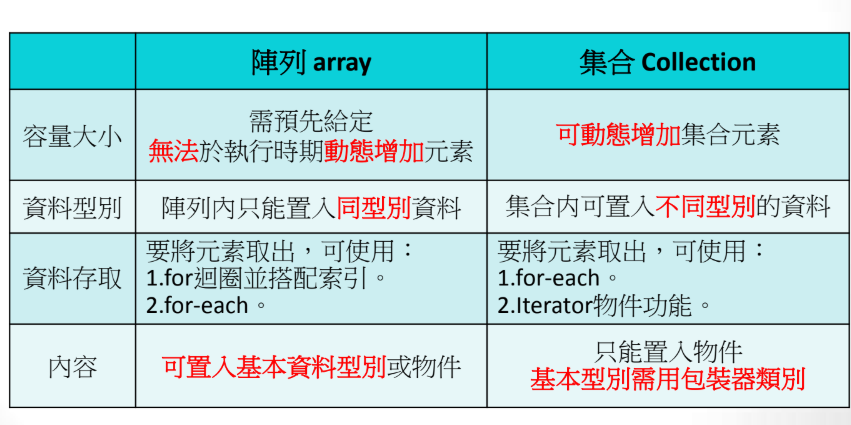 陣列 array
集合 Collection
容量大小
需預先給定
無法於執行時期動態增加元素
可動態增加集合元素
資料型別
陣列內只能置入同型別資料
集合內可置入不同型別的資料
資料存取
要將元素取出，可使用：
1.for迴圈並搭配索引。
2.for-each。
要將元素取出，可使用：
1.for-each。
2.Iterator物件功能。
內容
可置入基本資料型別或物件
只能置入物件
基本型別需用包裝器類別